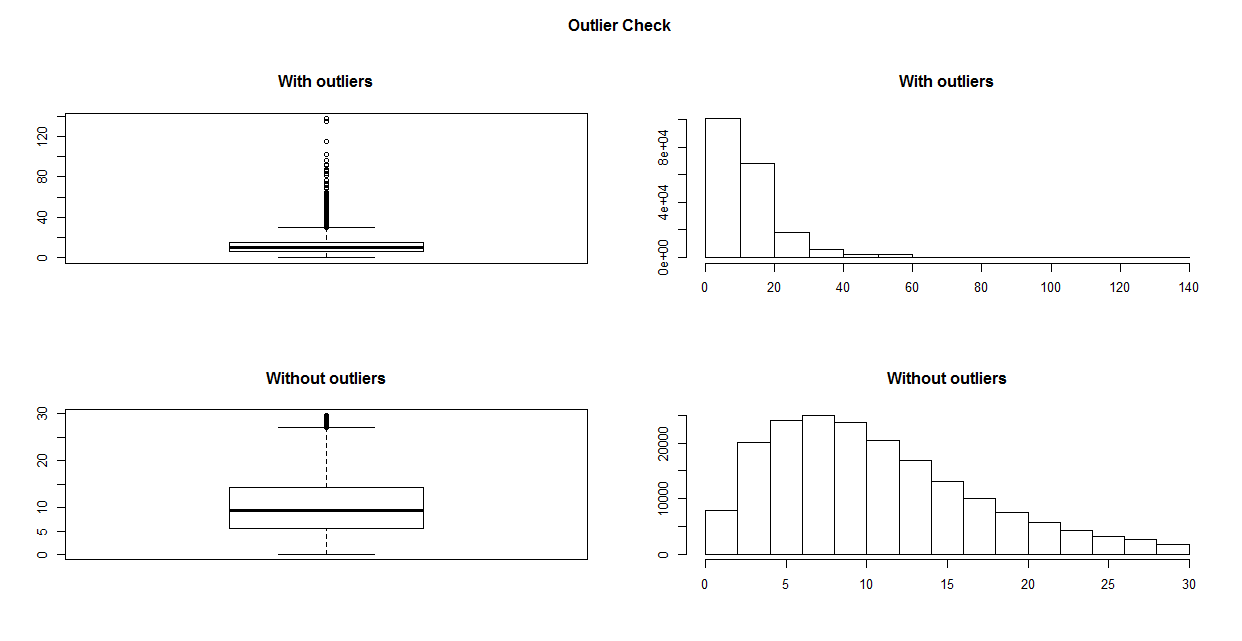 Outlier Check
With outliers
0 40 80 120
With outliers
0e+00 4e+04 8e+04
0 20 40 60 80 100 120 140
Without outliers
0 5 10 20 30
Without outliers
0 10000 20000
0 5 10 15 20 25 30